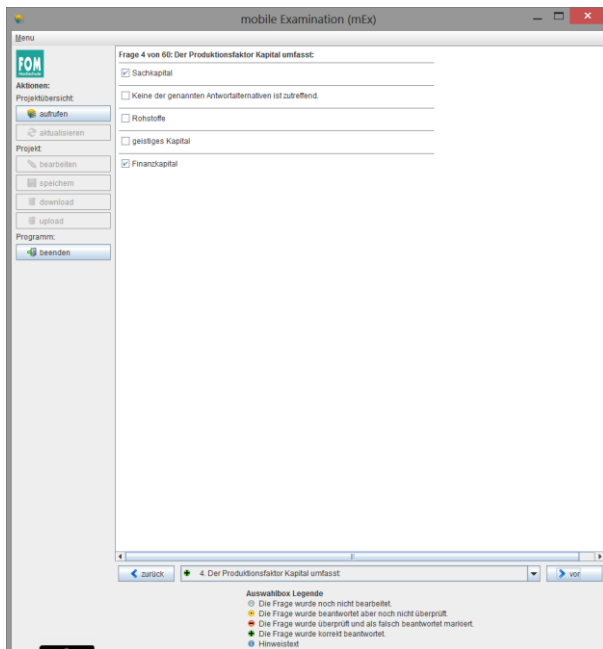 mobile Examination (mEx)
Menu
FOM
Hochschule
Aktionen:
Projektübersicht:
aufrufen
aktualisieren
Projekt:
bearbeiten
speichern
download
upload
Programm:
beenden
Frage 4 von 60: Der Produktionsfaktor Kapital umfasst:
Sachkapital
Keine der genannten Antwortalternativen ist zutreffend.
Rohstoffe
geistiges Kapital
Finanzkapital
zurück
4. Der Produktionsfaktor Kapital umfasst:
vor
Auswahlbox Legende
Die Frage wurde noch nicht bearbeitet.
Die Frage wurde beantwortet aber noch nicht überprüft.
Die Frage wurde überprüft und als falsch beantwortet markiert.
Die Frage wurde korrekt beantwortet.
Hinweistext